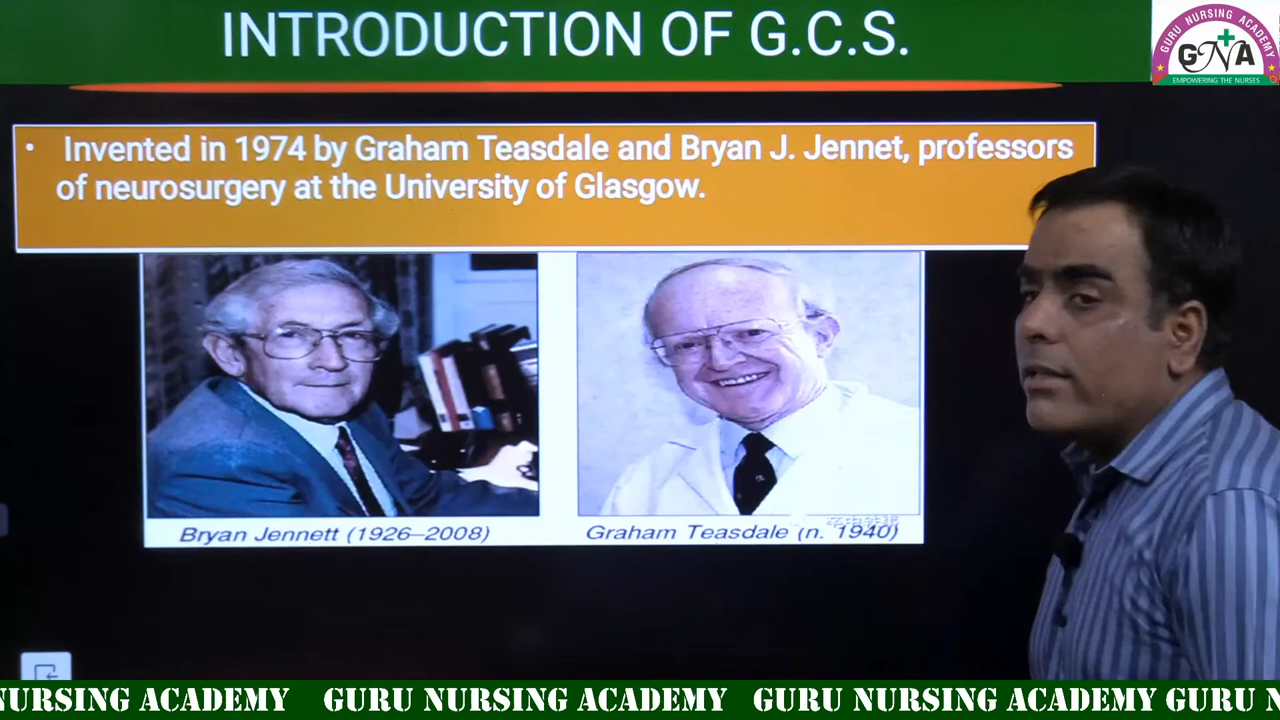 INTRODUCTION OF G.C.S.
GURU NURSING ACADEMY
GNA
EMPOWERING THE NURSES
• Invented in 1974 by Graham Teasdale and Bryan J. Jennet, professors
of neurosurgery at the University of Glasgow.
Bryan Jennett (1926–2008)
Graham Teasdale (n. 1940)
NURSING ACADEMY GURU NURSING ACADEMY GURU NURSING ACADEMY GURU N